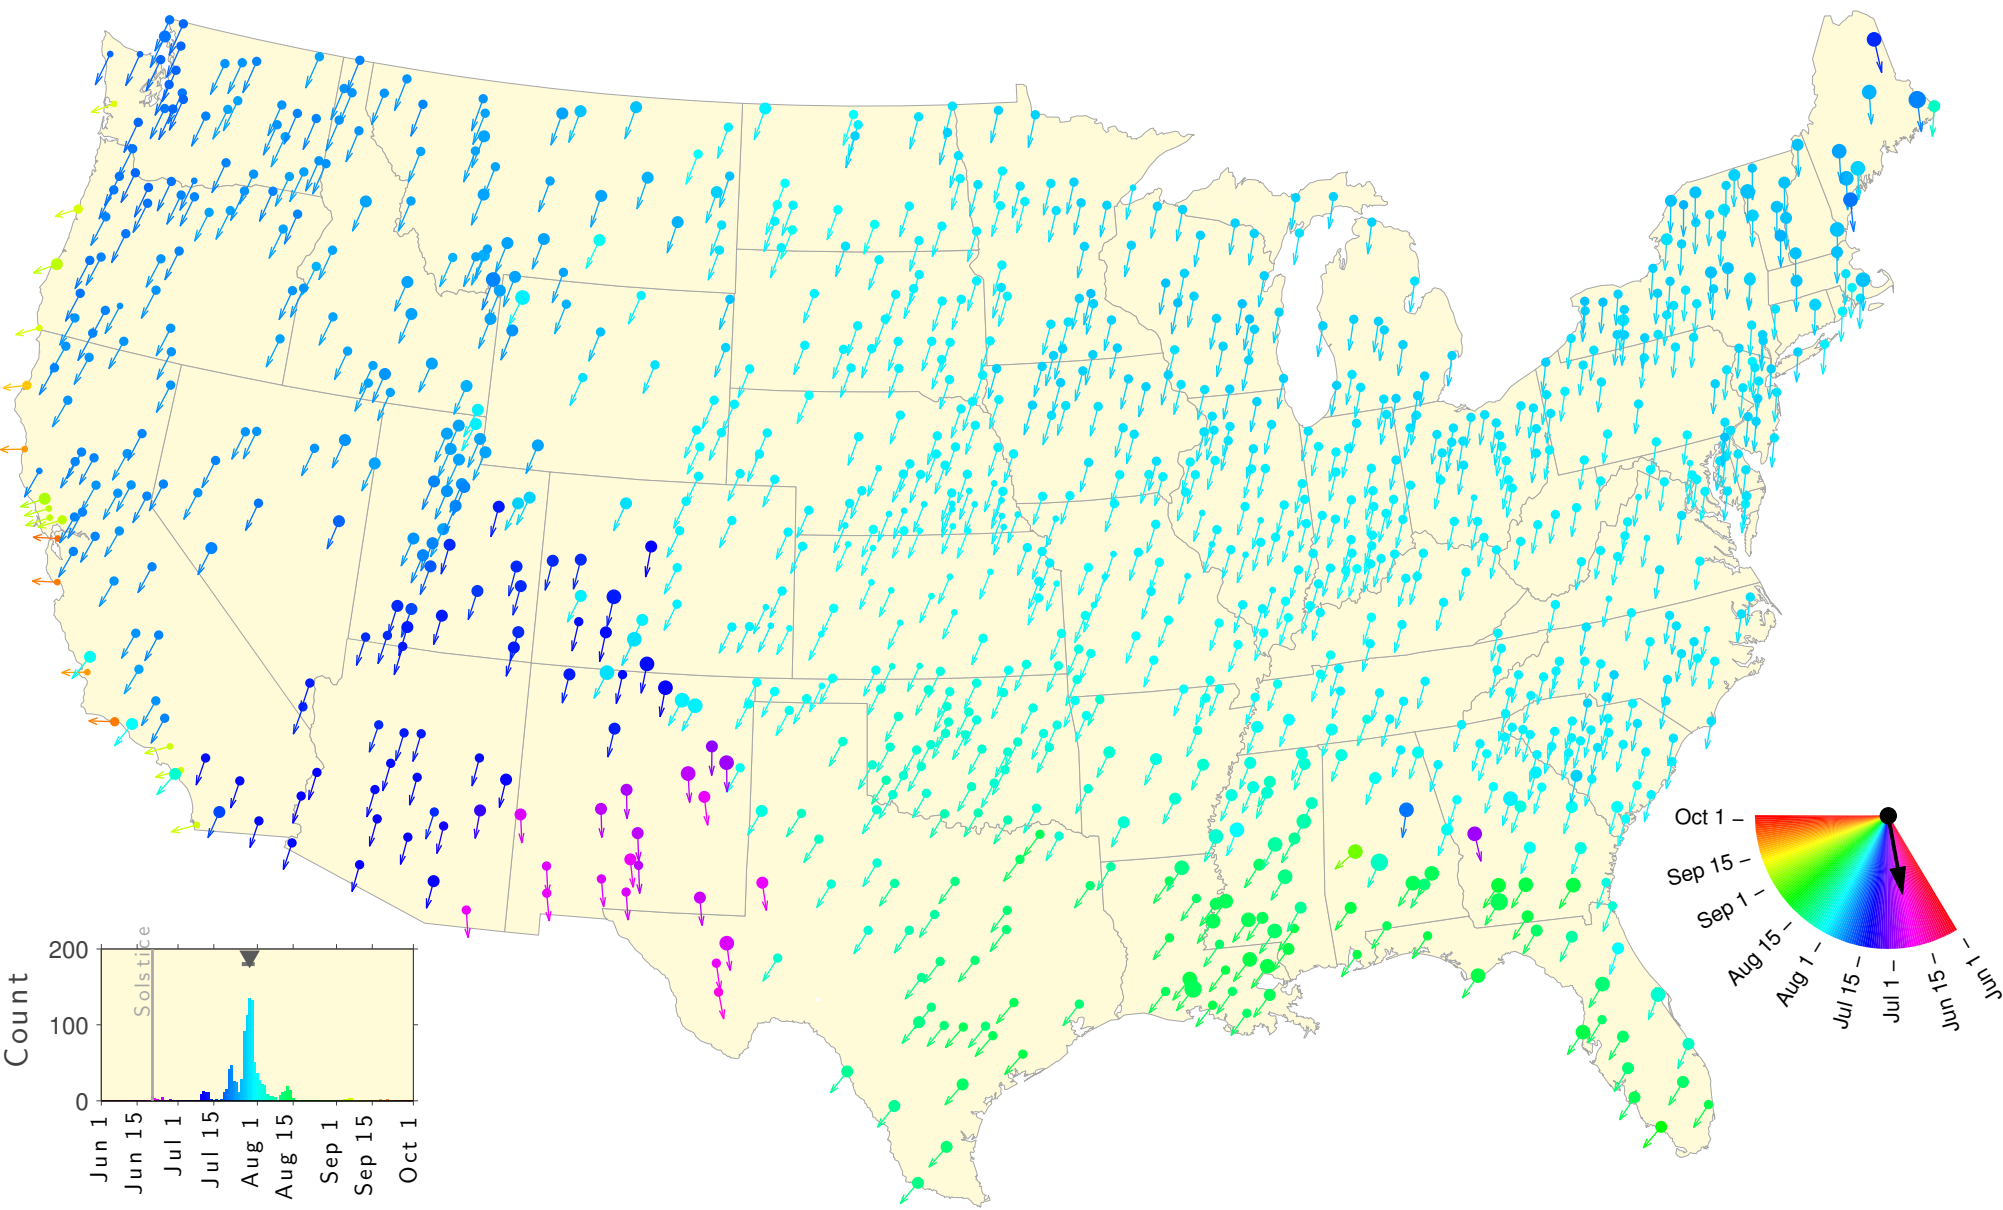 Oct 1 –
Sep 15 –
Sep 1 –
Aug 15 –
Aug 1 –
Jul 15 –
Jul 1 –
Jun 15 –
Jun 1 –
Solstice
Count
200
100
0
Jun 1
Jun 15
Jul 1
Jul 15
Aug 1
Aug 15
Sep 1
Sep 15
Oct 1